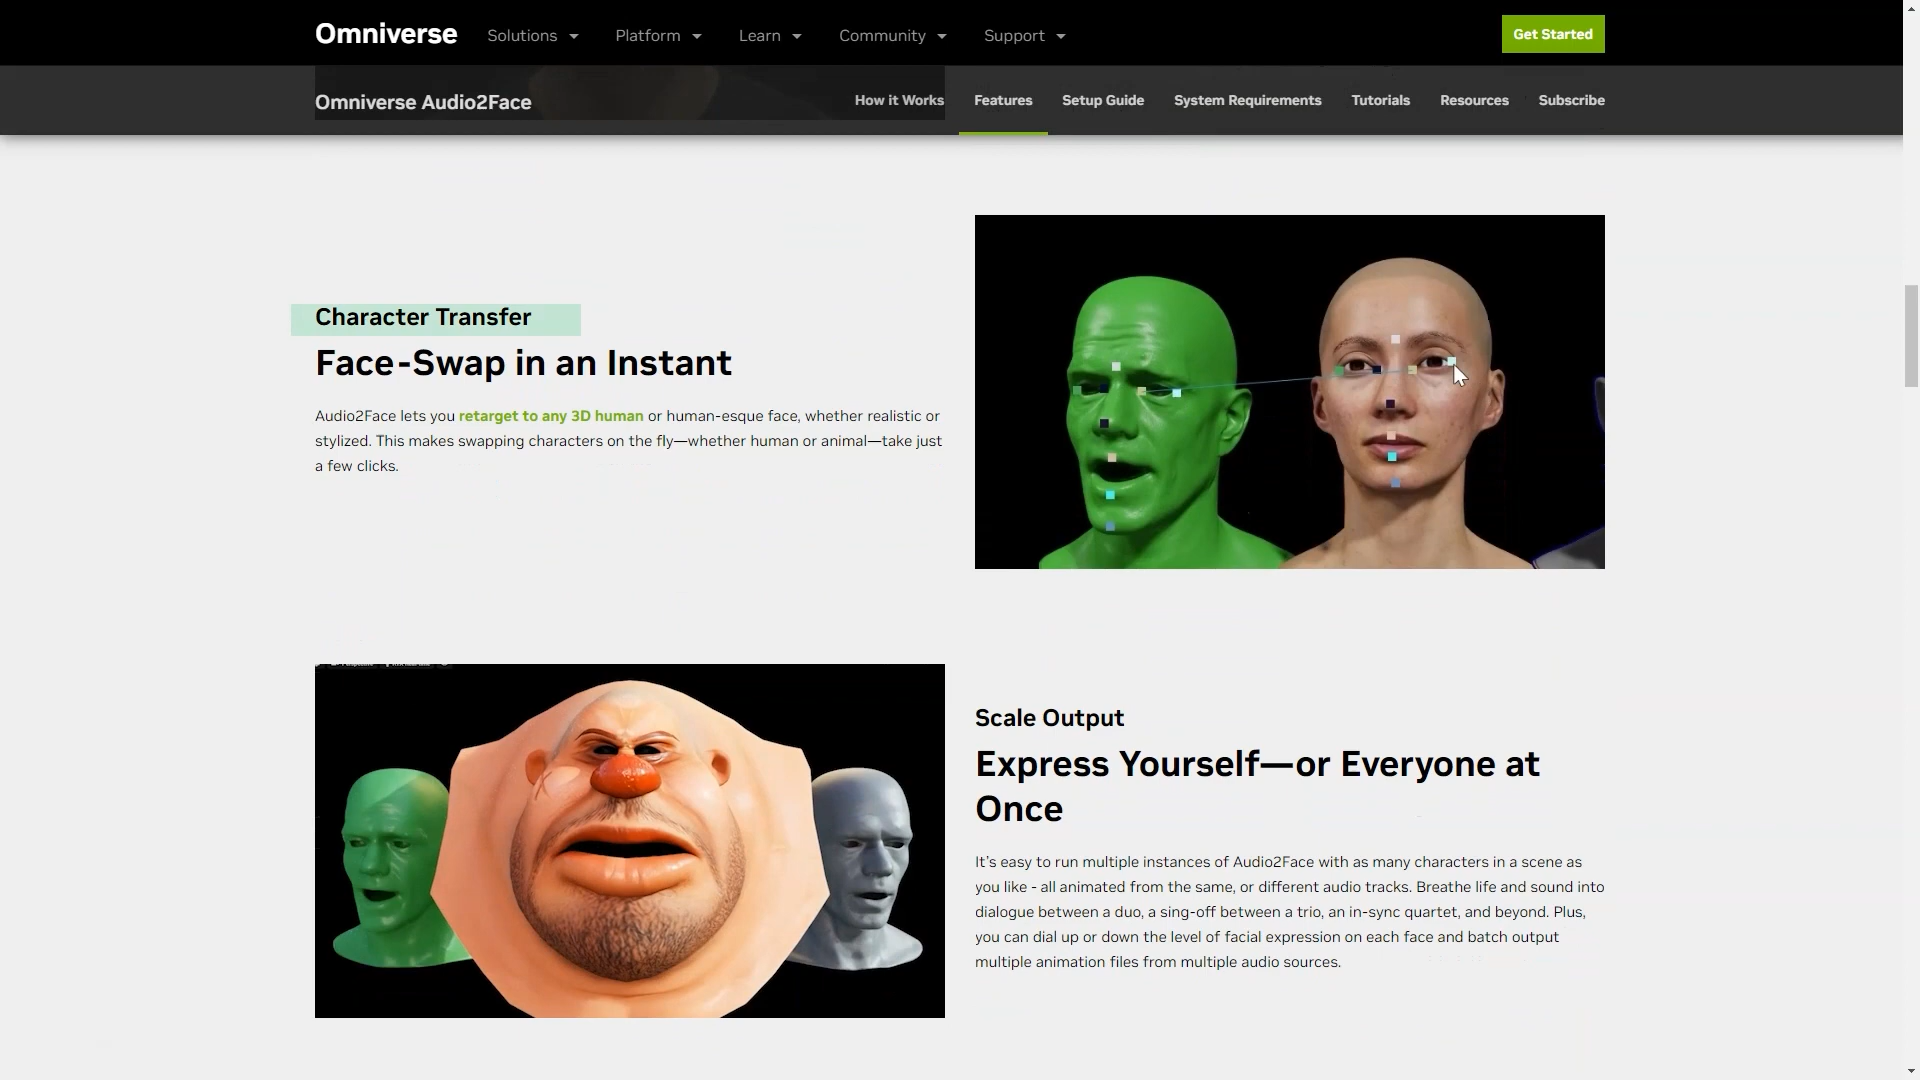 Omniverse
Solutions
Platform
Learn
Community
Support
Get Started
Omniverse Audio2Face
How it Works
Features
Setup Guide
System Requirements
Tutorials
Resources
Subscribe
Character Transfer
Face-Swap in an Instant
Audio2Face lets you retarget to any 3D human or human-esque face, whether realistic or
stylized. This makes swapping characters on the fly—whether human or animal—take just
a few clicks.
Scale Output
Express Yourself—or Everyone at
Once
It's easy to run multiple instances of Audio2Face with as many characters in a scene as
you like - all animated from the same, or different audio tracks. Breathe life and sound into
dialogue between a duo, a sing-off between a trio, an in-sync quartet, and beyond. Plus,
you can dial up or down the level of facial expression on each face and batch output
multiple animation files from multiple audio sources.